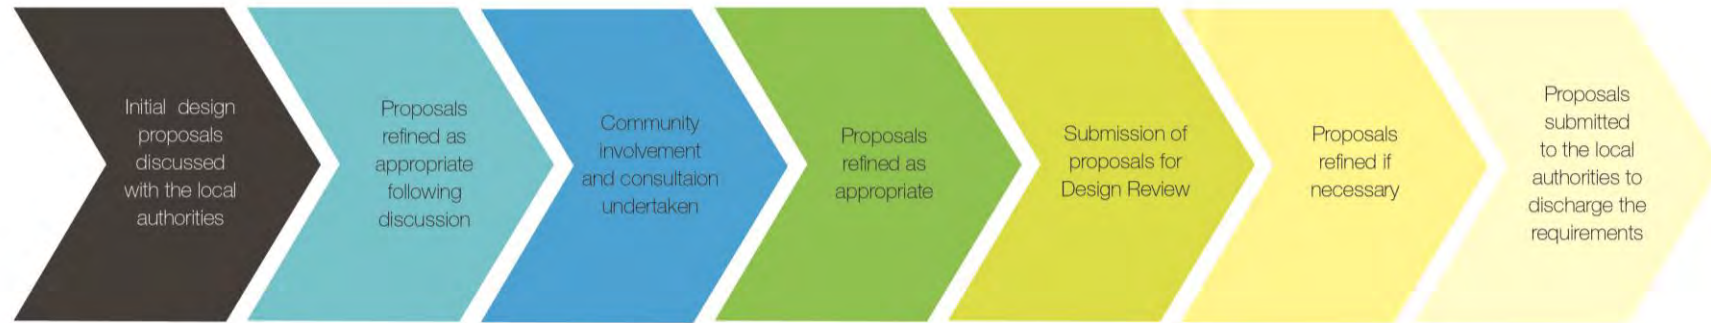 Initial design
proposals
discussed
with the local
authorities
Proposals
refined as
appropriate
following
discussion
Community
involvement
and consultaion
undertaken
Proposals
refined as
appropriate
Submission of
proposals for
Design Review
Proposals
refined if
necessary
Proposals
submitted
to the local
authorities to
discharge the
requirements